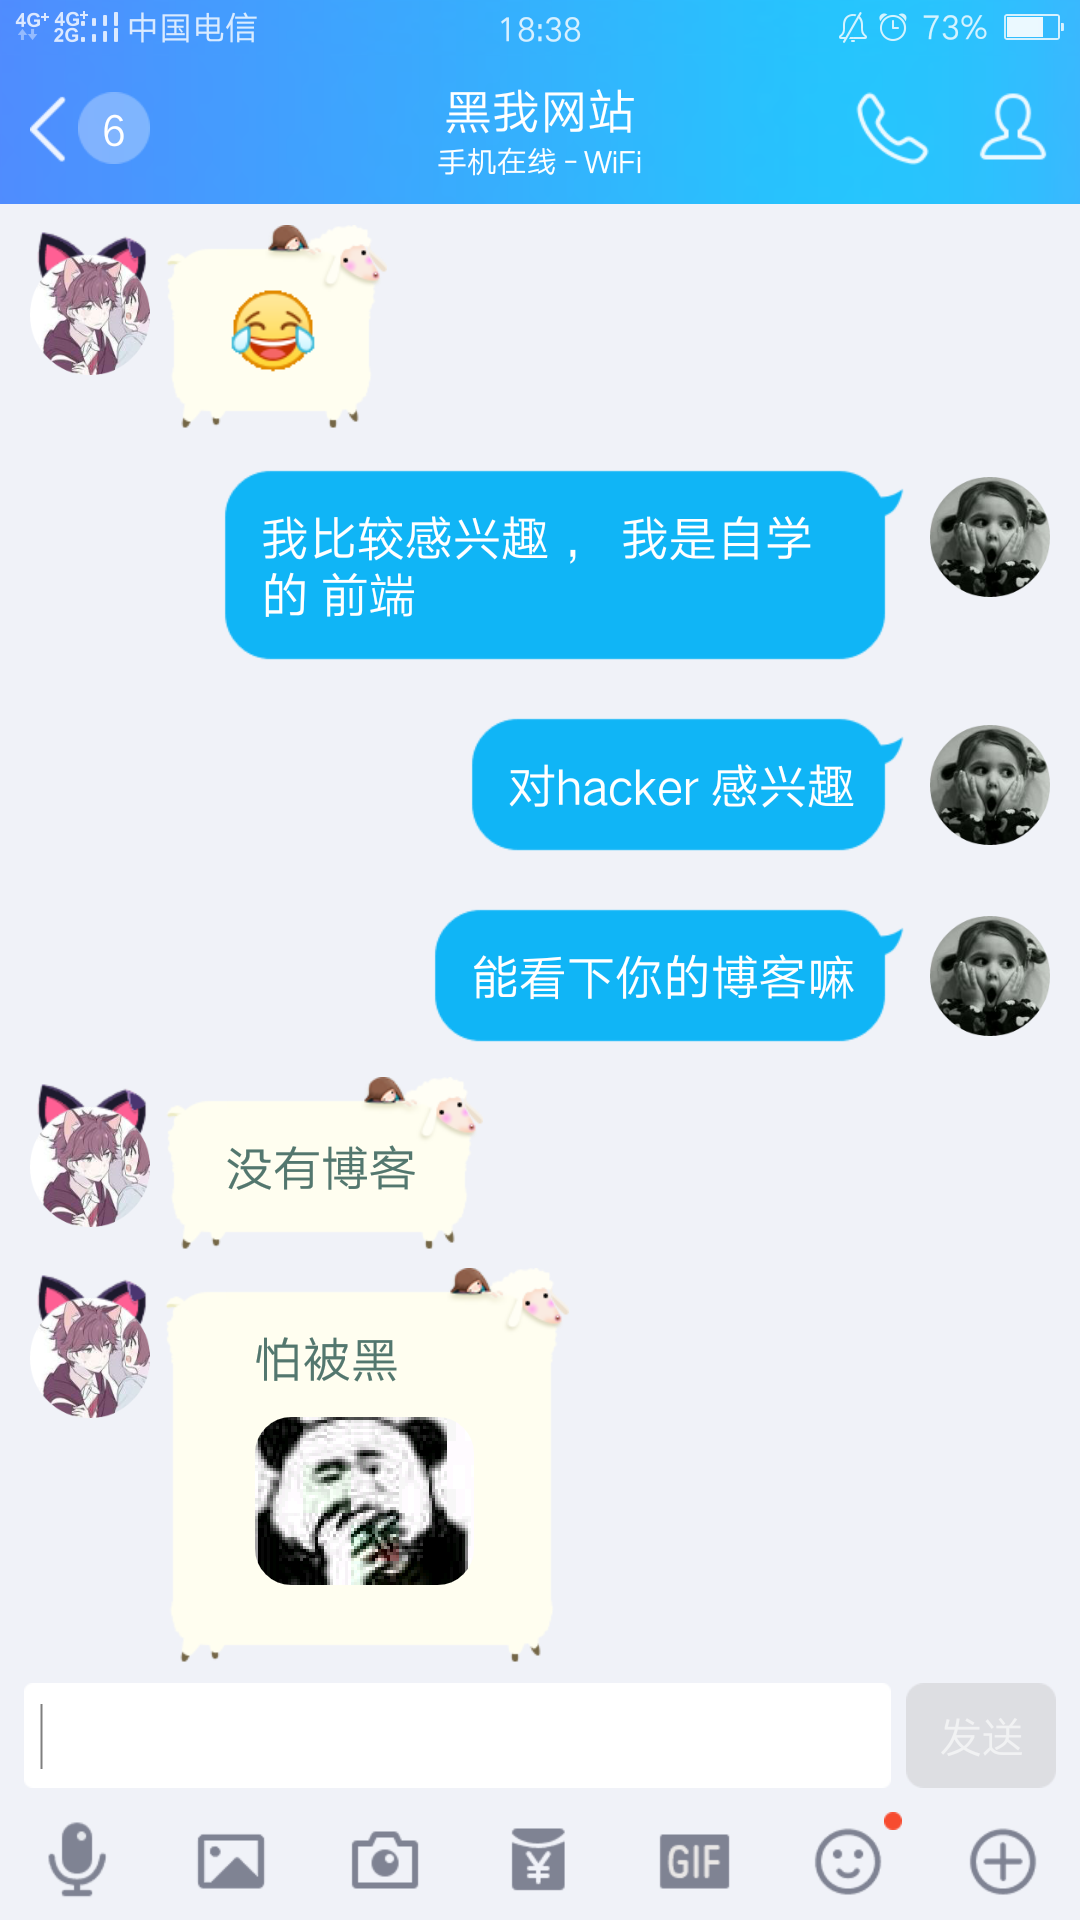 4G+ 4G+ 2G 中国电信 18:38 73%
6
黑我网站
手机在线 - WiFi
我比较感兴趣， 我是自学
的 前端
对hacker 感兴趣
能看下你的博客嘛
没有博客
怕被黑
发送
¥
GIF